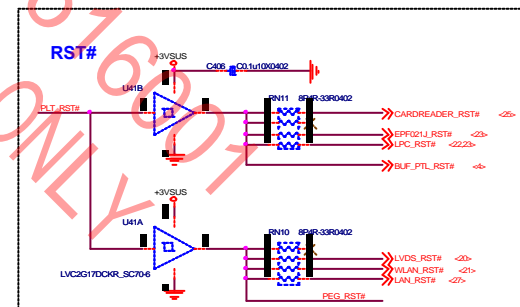 RST#
+3VSUS
C406 C0.1u10X0402
U41B
RN11 8P4R-33R0402
PLT_RST#
CARDREADER_RST# <25>
EPF021J_RST# <23>
LPC_RST# <22,23>
BUF_PTL_RST# <4>
+3VSUS
U41A
RN10 8P4R-33R0402
LVC2G17DCKR_SC70-6
LVDS_RST# <20>
WLAN_RST# <21>
LAN_RST# <27>
PEG_RST#
316001
ONLY